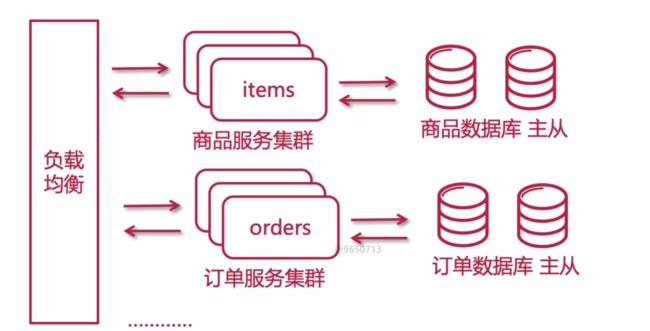 负载
均衡
items
商品服务集群
商品数据库 主从
orders
订单服务集群
订单数据库 主从
............